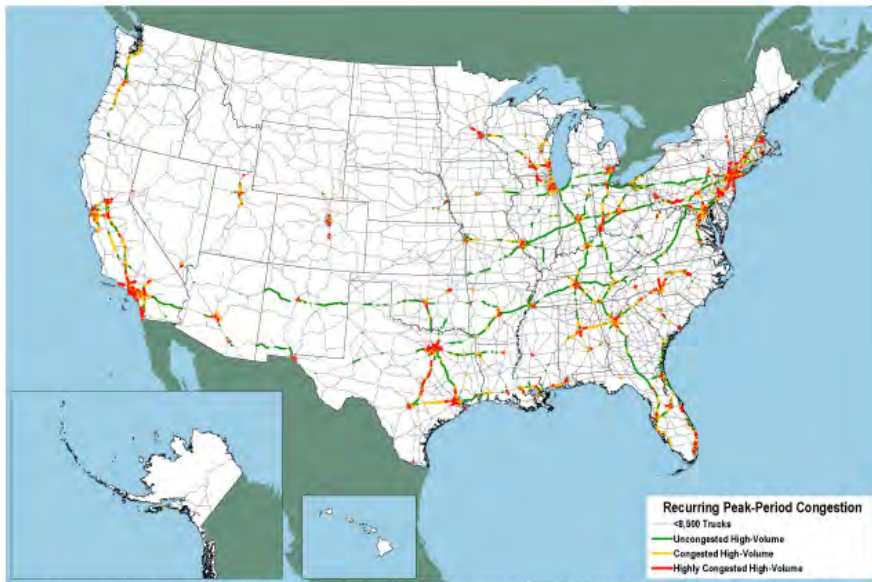 Recurring Peak-Period Congestion
<8,500 Trucks
Uncongested High-Volume
Congested High-Volume
Highly Congested High-Volume